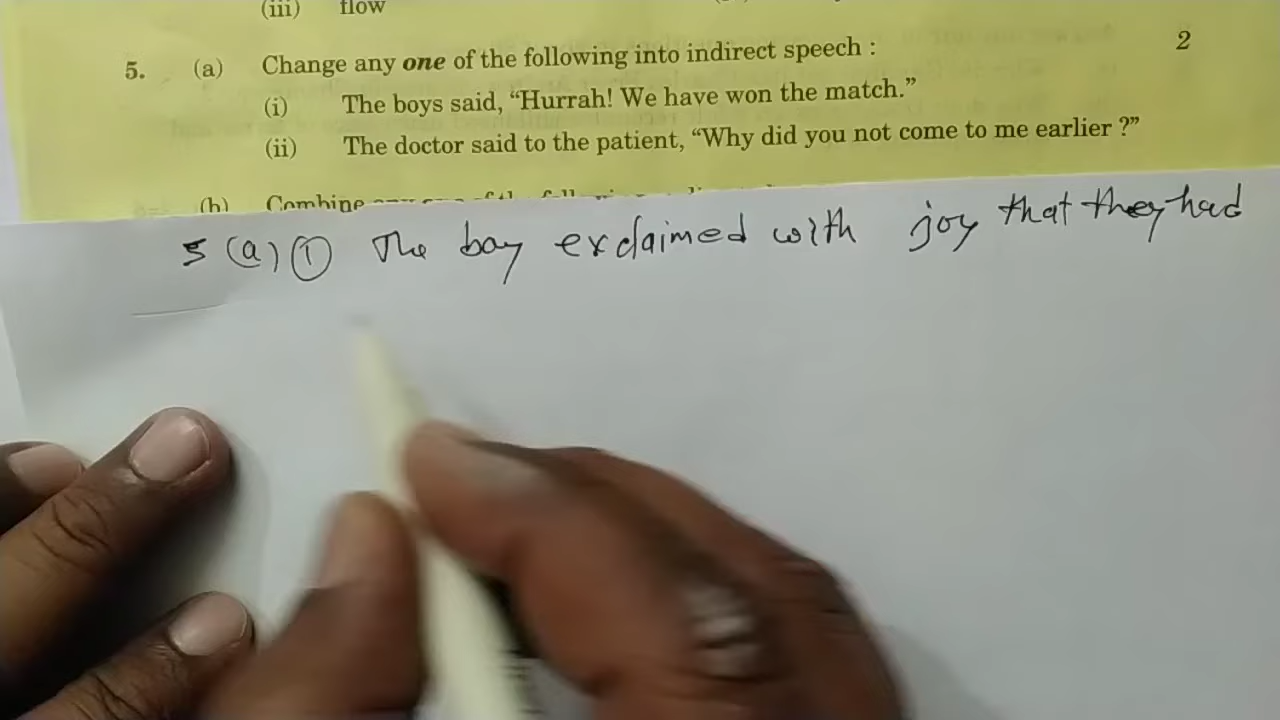 (iii) flow
5. (a) Change any one of the following into indirect speech : 2
(i) The boys said, “Hurrah! We have won the match.”
(ii) The doctor said to the patient, “Why did you not come to me earlier ?”
(b) Combine
5 (a) (i) The boy exclaimed with joy that they had